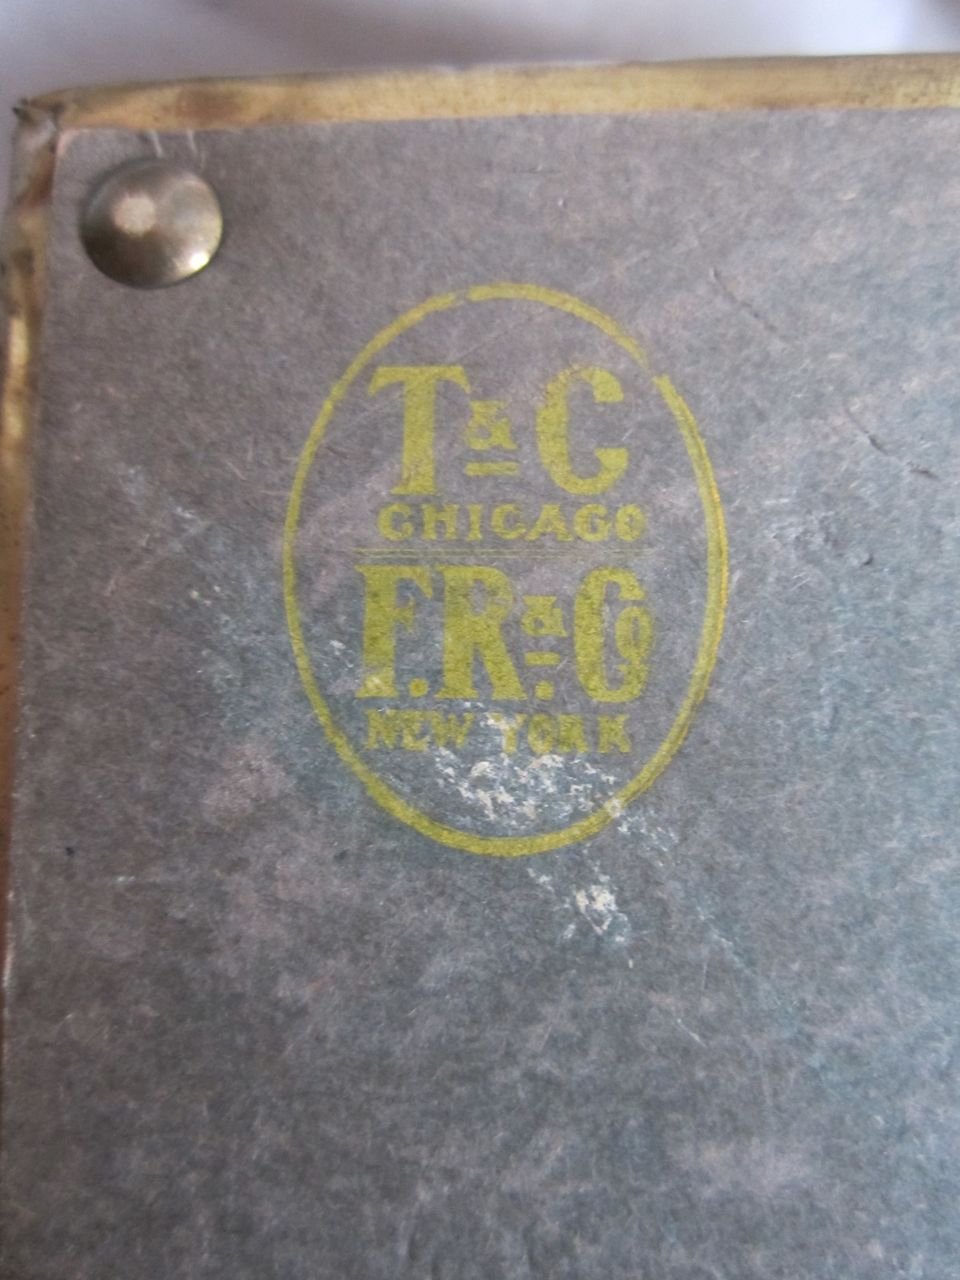 T & C
CHICAGO
F. R. & CO
NEW YORK